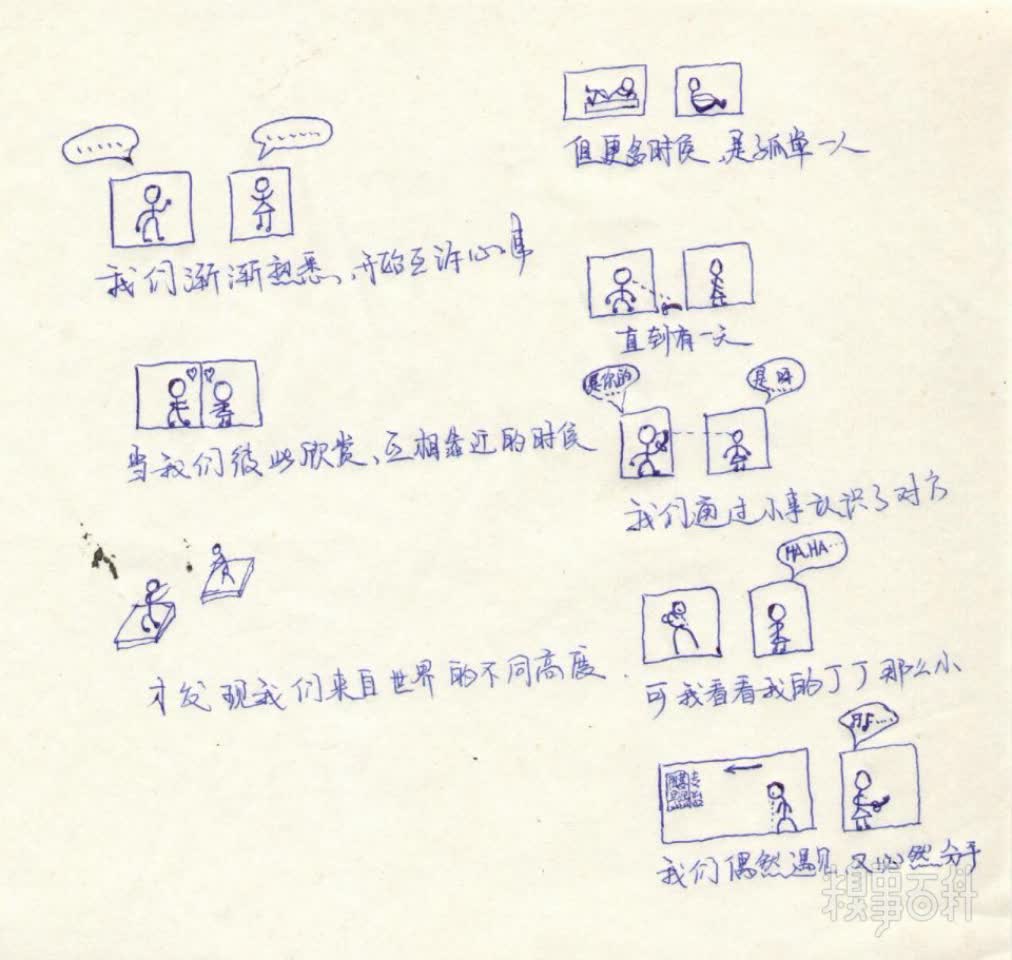 但更多时候,是孤单一人
......
......
我们渐渐熟悉、开始互诉心事
直到有一天
是你的
是呀
...
当我们彼此欣赏、互相靠近的时候
我们通过小事认识了对方
HA,HA...
才发现我们来自世界的不同高度.
可我看看我的丁丁那么小
我们偶然遇见,又必然分手
糗事百科